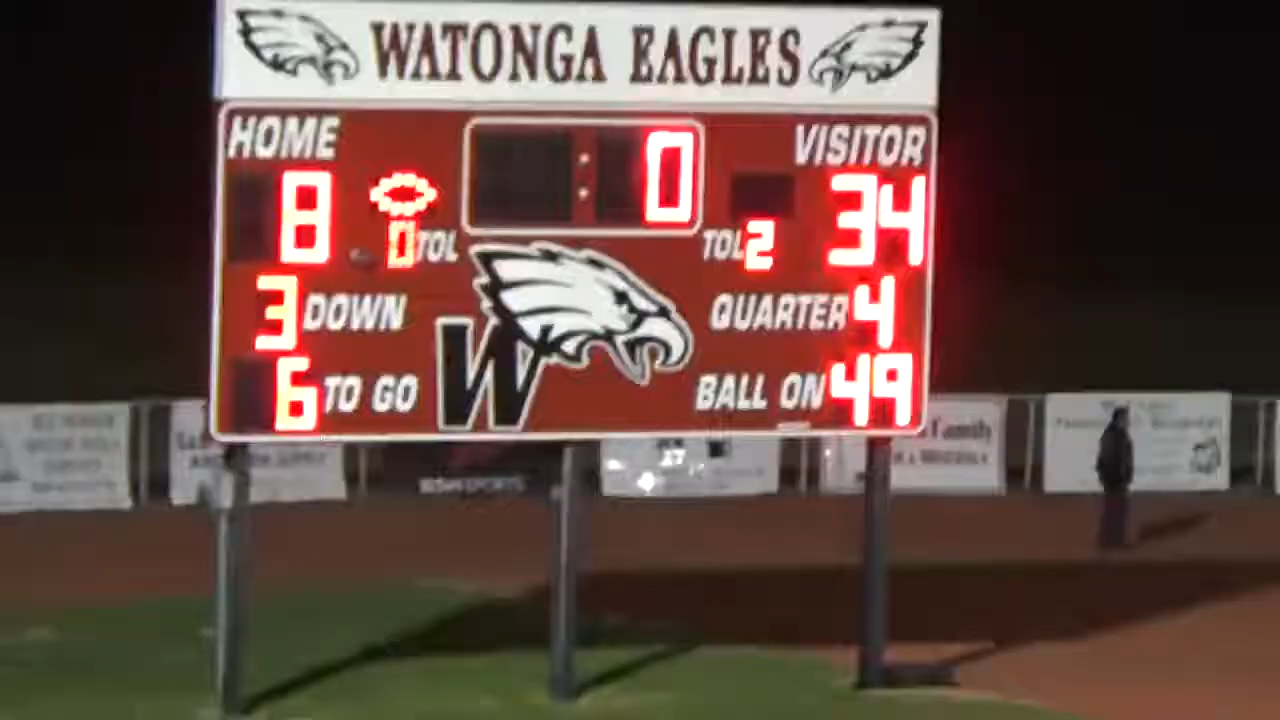 WATONGA EAGLES
HOME VISITOR
8 : 0 34
0 TOL TOL 2
3 DOWN QUARTER 4
6 TO GO W BALL ON 49
Family